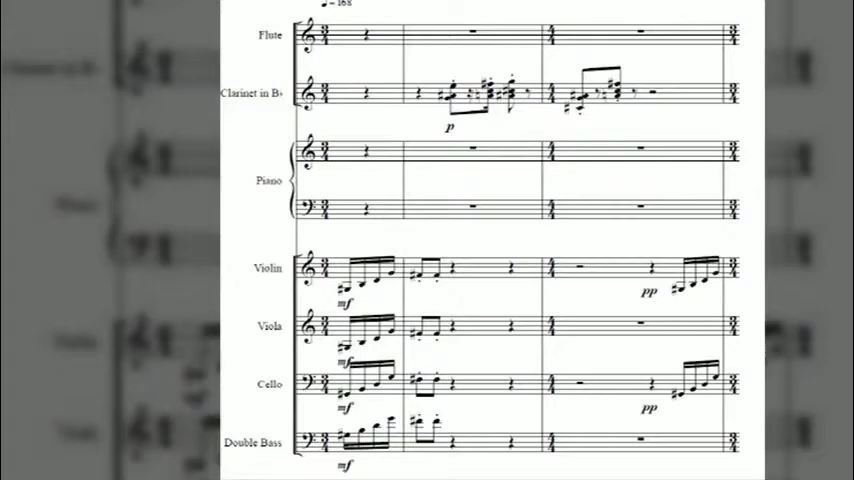 = 168
Flute
Clarinet in B♭
p
Piano
Violin
mf
pp
Viola
mf
Cello
mf
pp
Double Bass
mf